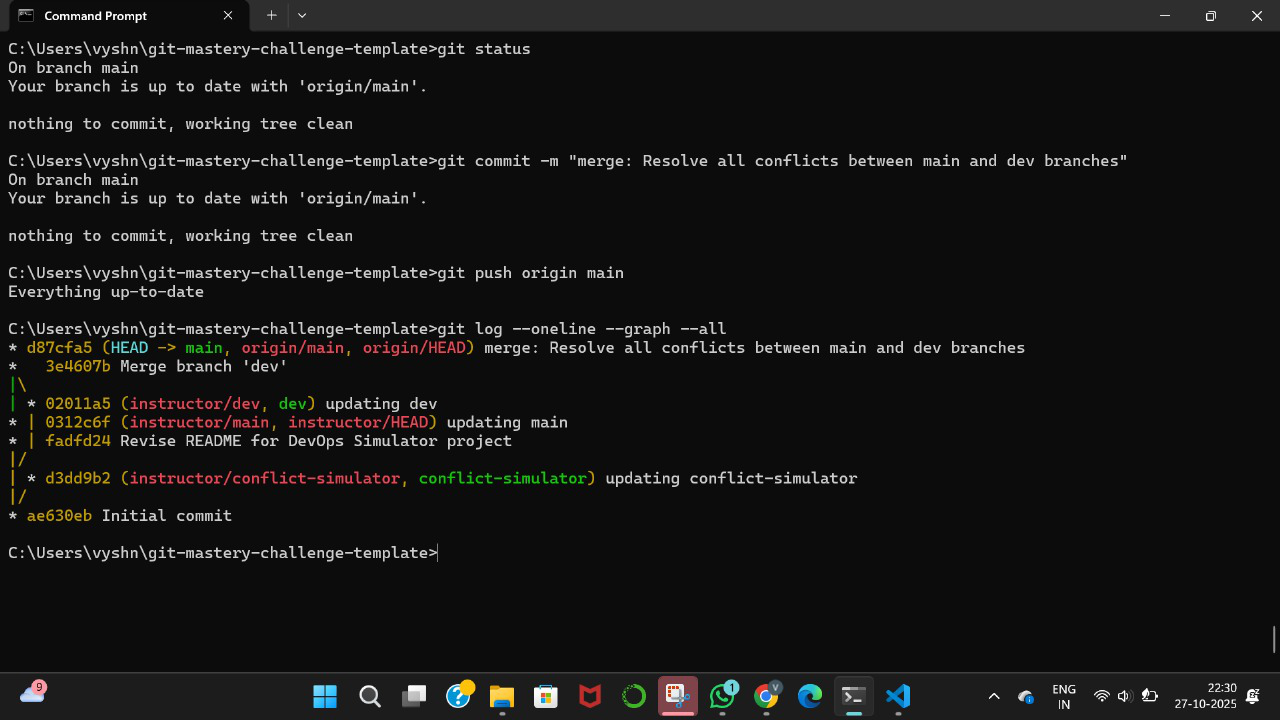 Command Prompt
C:\Users\vyshn\git-mastery-challenge-template>git status
On branch main
Your branch is up to date with 'origin/main'.
nothing to commit, working tree clean
C:\Users\vyshn\git-mastery-challenge-template>git commit -m "merge: Resolve all conflicts between main and dev branches"
On branch main
Your branch is up to date with 'origin/main'.
nothing to commit, working tree clean
C:\Users\vyshn\git-mastery-challenge-template>git push origin main
Everything up-to-date
C:\Users\vyshn\git-mastery-challenge-template>git log --oneline --graph --all
* d87cfa5 (HEAD -> main, origin/main, origin/HEAD) merge: Resolve all conflicts between main and dev branches
*   3e4607b Merge branch 'dev'
|\
| * 02011a5 (instructor/dev, dev) updating dev
* | 0312c6f (instructor/main, instructor/HEAD) updating main
* | fadfd24 Revise README for DevOps Simulator project
|/
| * d3dd9b2 (instructor/conflict-simulator, conflict-simulator) updating conflict-simulator
|/
* ae630eb Initial commit
C:\Users\vyshn\git-mastery-challenge-template>
9
1
V
ENG
IN
22:30
27-10-2025